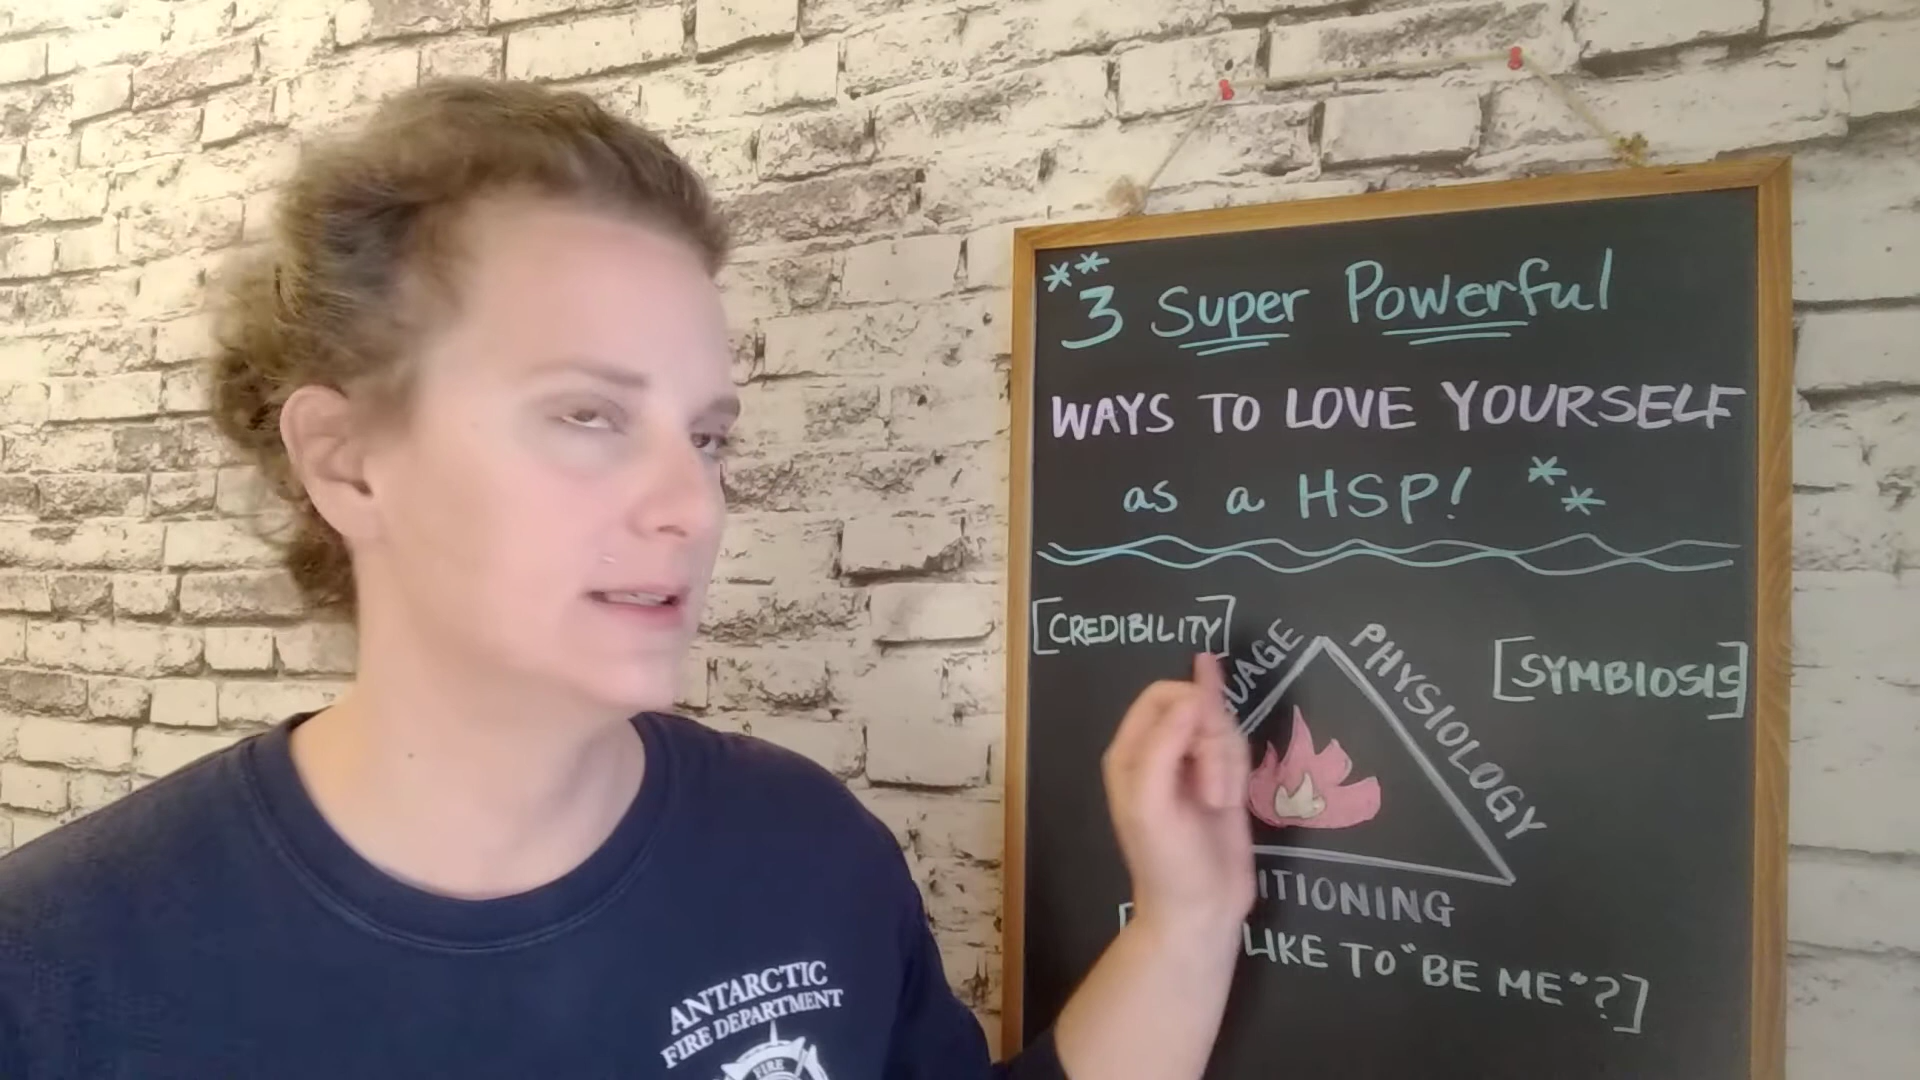 ** 3 Super Powerful
WAYS TO LOVE YOURSELF
as a HSP! **
[CREDIBILITY]
PHYSIOLOGY
[SYMBIOSIS]
LIKE TO "BE ME"?]
ANTARCTIC
FIRE DEPARTMENT
FIRE